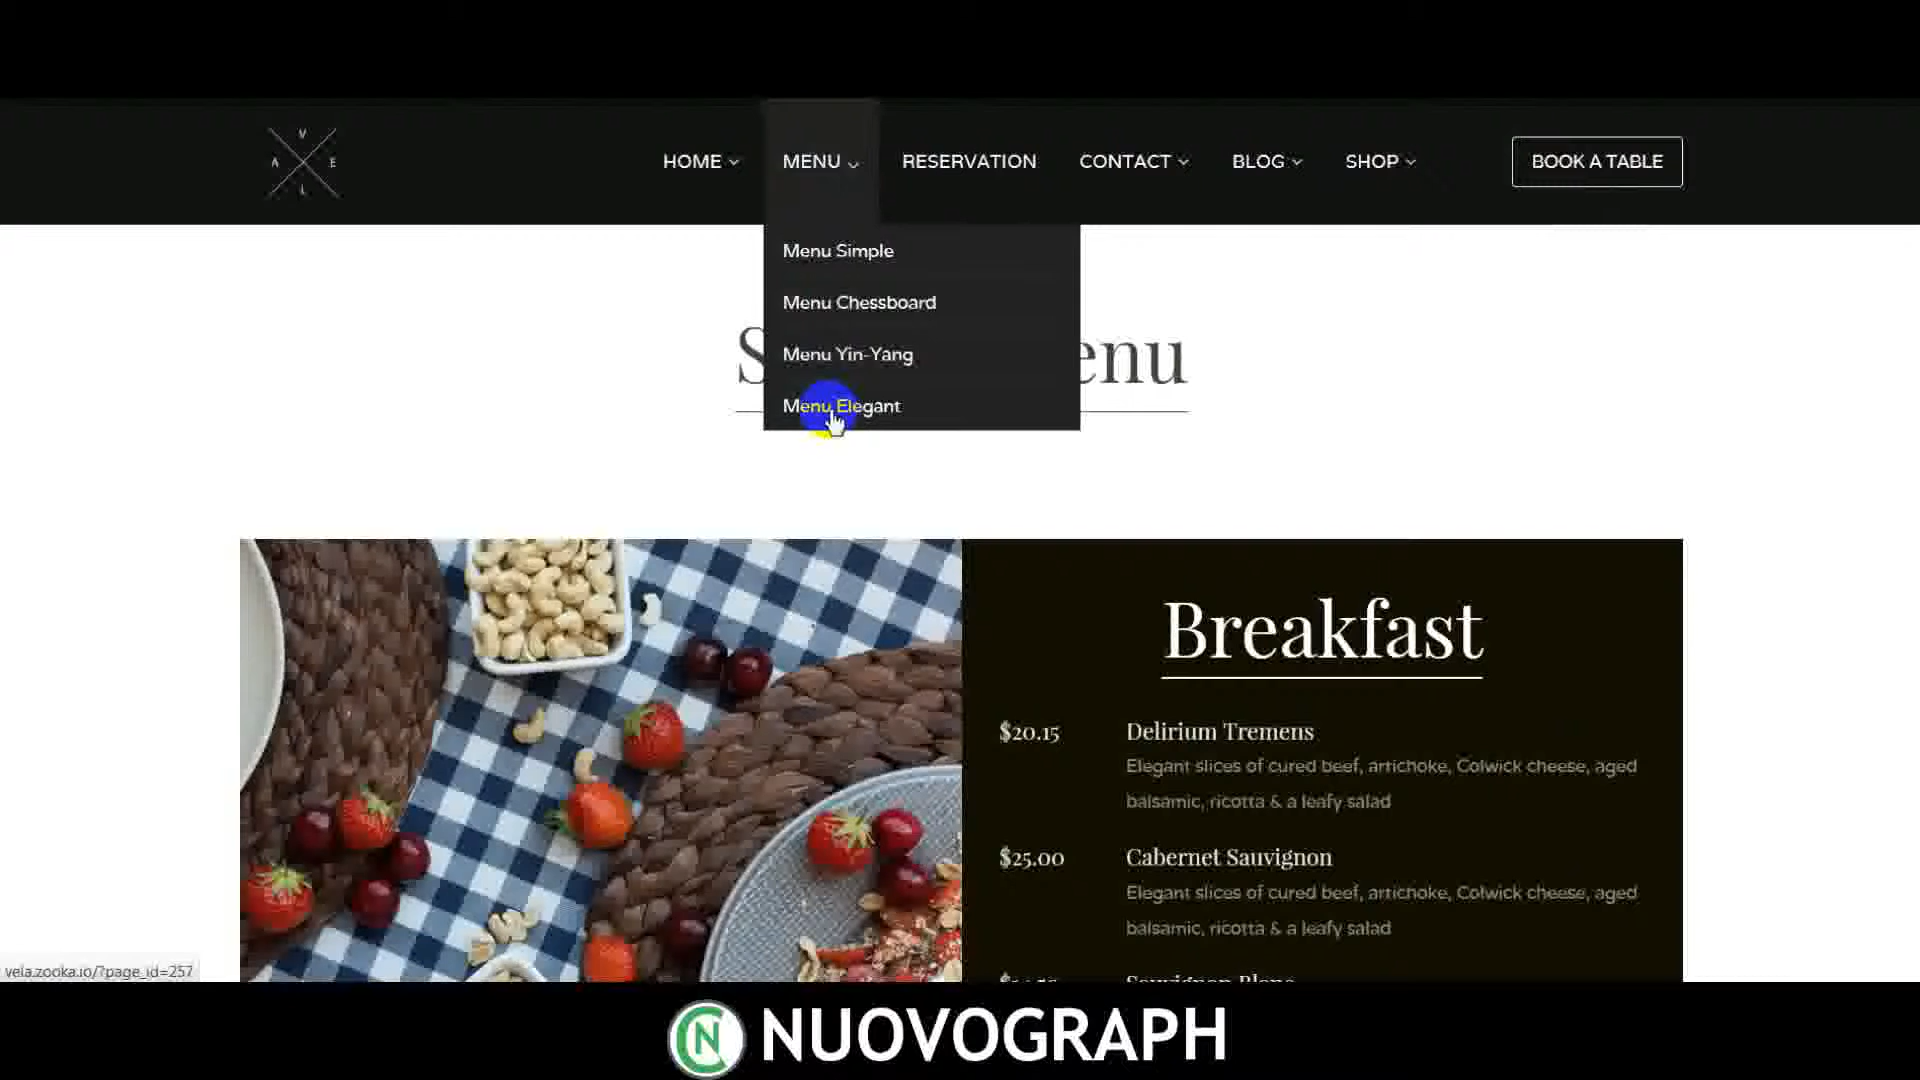 V
A E
L
HOME
MENU
RESERVATION
CONTACT
BLOG
SHOP
BOOK A TABLE
Menu Simple
Menu Chessboard
Menu Yin-Yang
Menu Elegant
S enu
Breakfast
$20.15 Delirium Tremens
Elegant slices of cured beef, artichoke, Colwick cheese, aged
balsamic, ricotta & a leafy salad
$25.00 Cabernet Sauvignon
Elegant slices of cured beef, artichoke, Colwick cheese, aged
balsamic, ricotta & a leafy salad
Sauvignon Blanc
vela.zooka.io/?page_id=257
NUOVOGRAPH